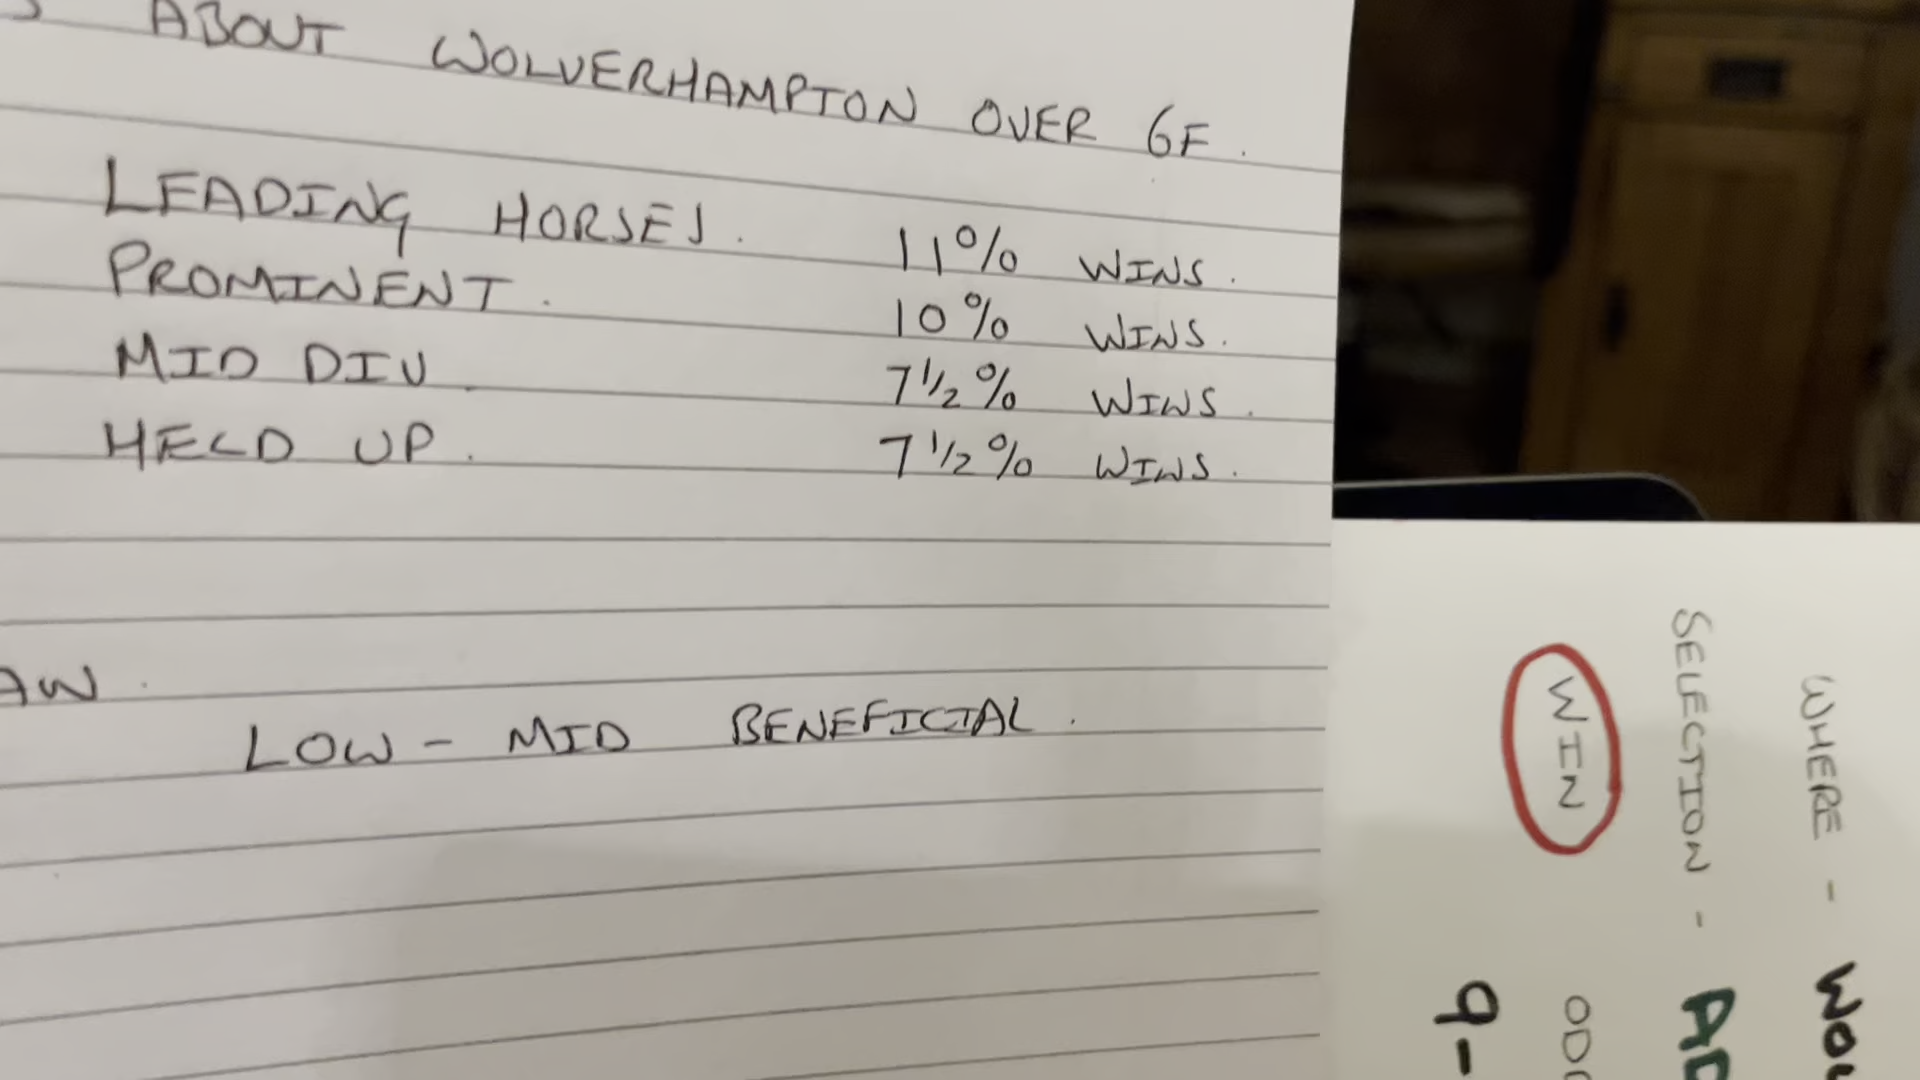 ABOUT WOLVERHAMPTON OVER 6F.
LEADING HORSES. 11% WINS.
PROMINENT. 10% WINS.
MID DIV. 7½% WINS.
HELD UP. 7½% WINS.
LOW - MID BENEFICIAL.
WHERE -
SELECTION -
WIN
9-